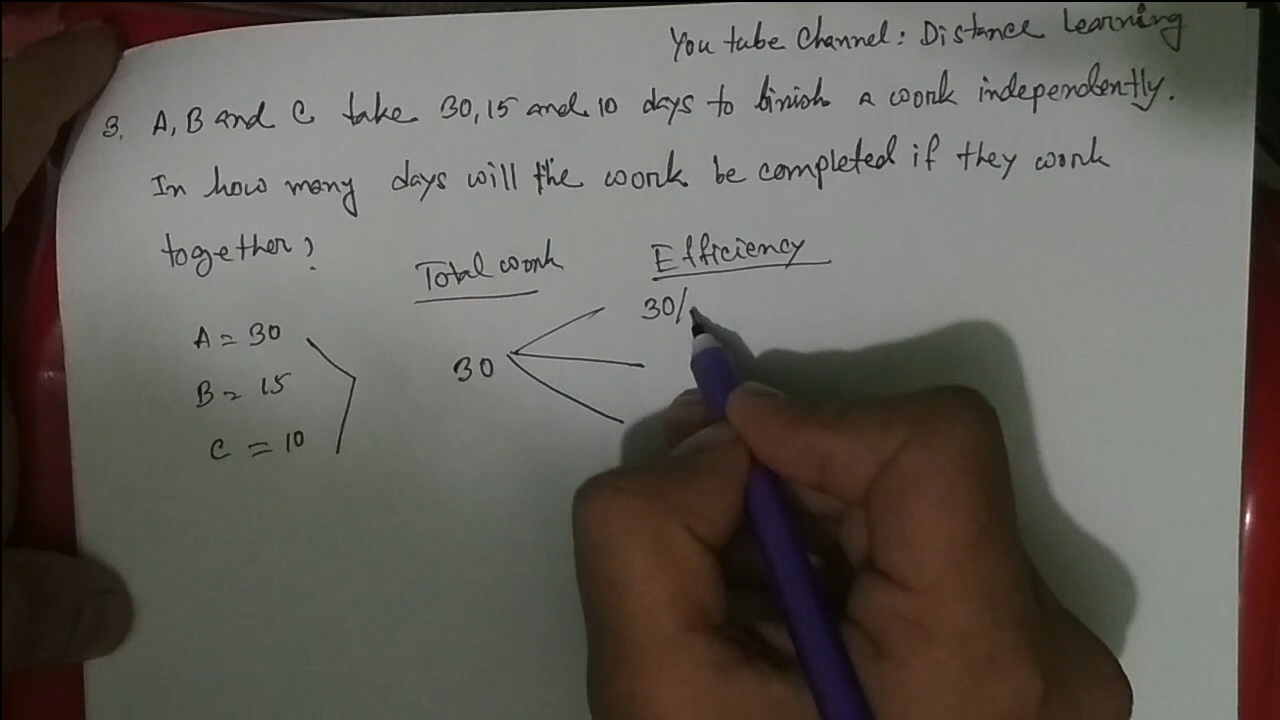 You tube Channel: Distance Learning
3. A, B and C take 30, 15 and 10 days to finish a work independently.
In how many days will the work be completed if they work
together?
Total work
Efficiency
A = 30
B = 15
C = 10
30
30/